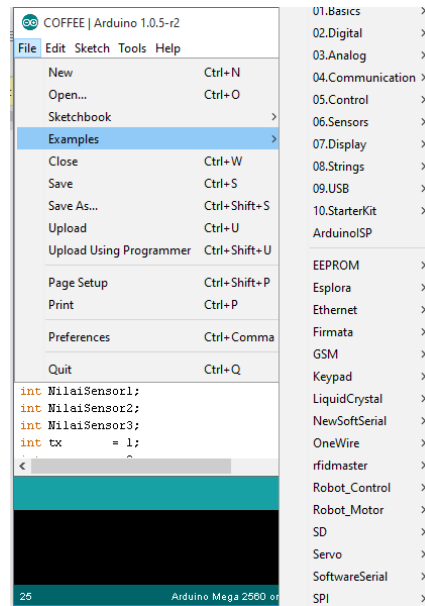 COFFEE | Arduino 1.0.5-r2
File Edit Sketch Tools Help
New Ctrl+N
Open... Ctrl+O
Sketchbook >
Examples >
Close Ctrl+W
Save Ctrl+S
Save As... Ctrl+Shift+S
Upload Ctrl+U
Upload Using Programmer Ctrl+Shift+U
Page Setup Ctrl+Shift+P
Print Ctrl+P
Preferences Ctrl+Comma
Quit Ctrl+Q
int NilaiSensor1;
int NilaiSensor2;
int NilaiSensor3;
int tx = 1;
25 Arduino Mega 2560 or
01.Basics >
02.Digital >
03.Analog >
04.Communication >
05.Control >
06.Sensors >
07.Display >
08.Strings >
09.USB >
10.StarterKit >
ArduinoISP
EEPROM >
Esplora >
Ethernet >
Firmata >
GSM >
Keypad >
LiquidCrystal >
NewSoftSerial >
OneWire >
rfidmaster >
Robot_Control >
Robot_Motor >
SD >
Servo >
SoftwareSerial >
SPI >